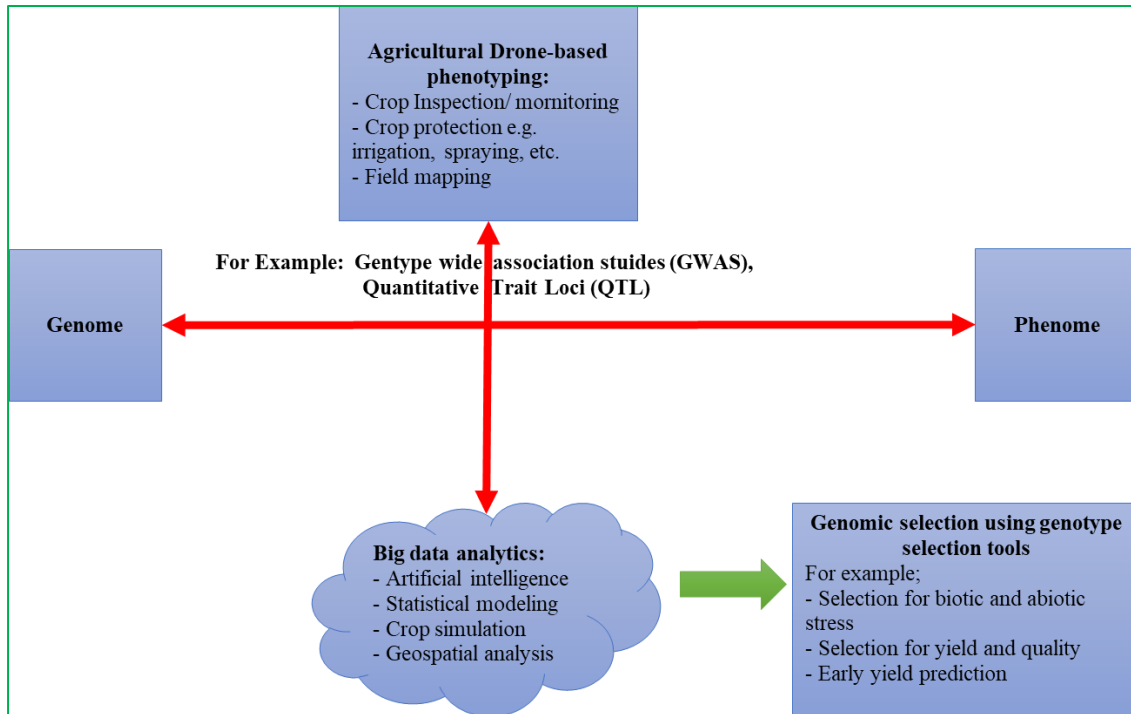 Agricultural Drone-based
phenotyping:
- Crop Inspection/ mornitoring
- Crop protection e.g.
irrigation, spraying, etc.
- Field mapping
For Example: Gentype wide association stuides (GWAS),
Quantitative Trait Loci (QTL)
Genome
Phenome
Big data analytics:
- Artificial intelligence
- Statistical modeling
- Crop simulation
- Geospatial analysis
Genomic selection using genotype
selection tools
For example;
- Selection for biotic and abiotic
stress
- Selection for yield and quality
- Early yield prediction